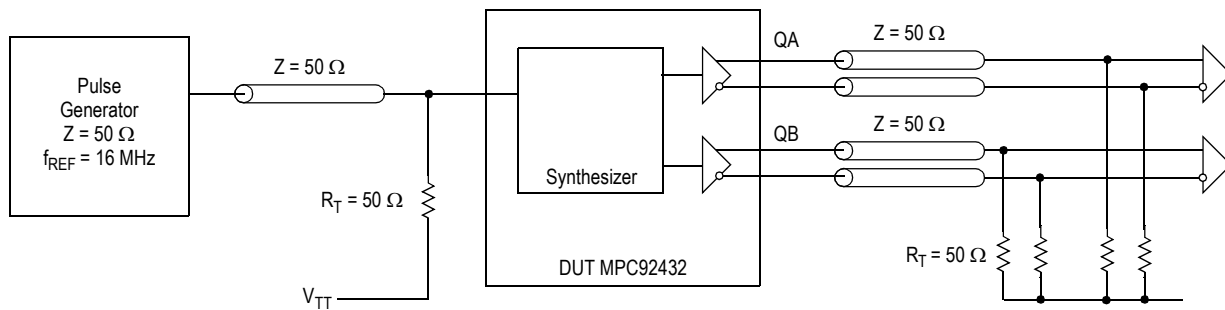 Pulse
Generator
Z = 50 Ω
fREF = 16 MHz
Z = 50 Ω
RT = 50 Ω
VTT
Synthesizer
DUT MPC92432
QA
Z = 50 Ω
QB
Z = 50 Ω
RT = 50 Ω